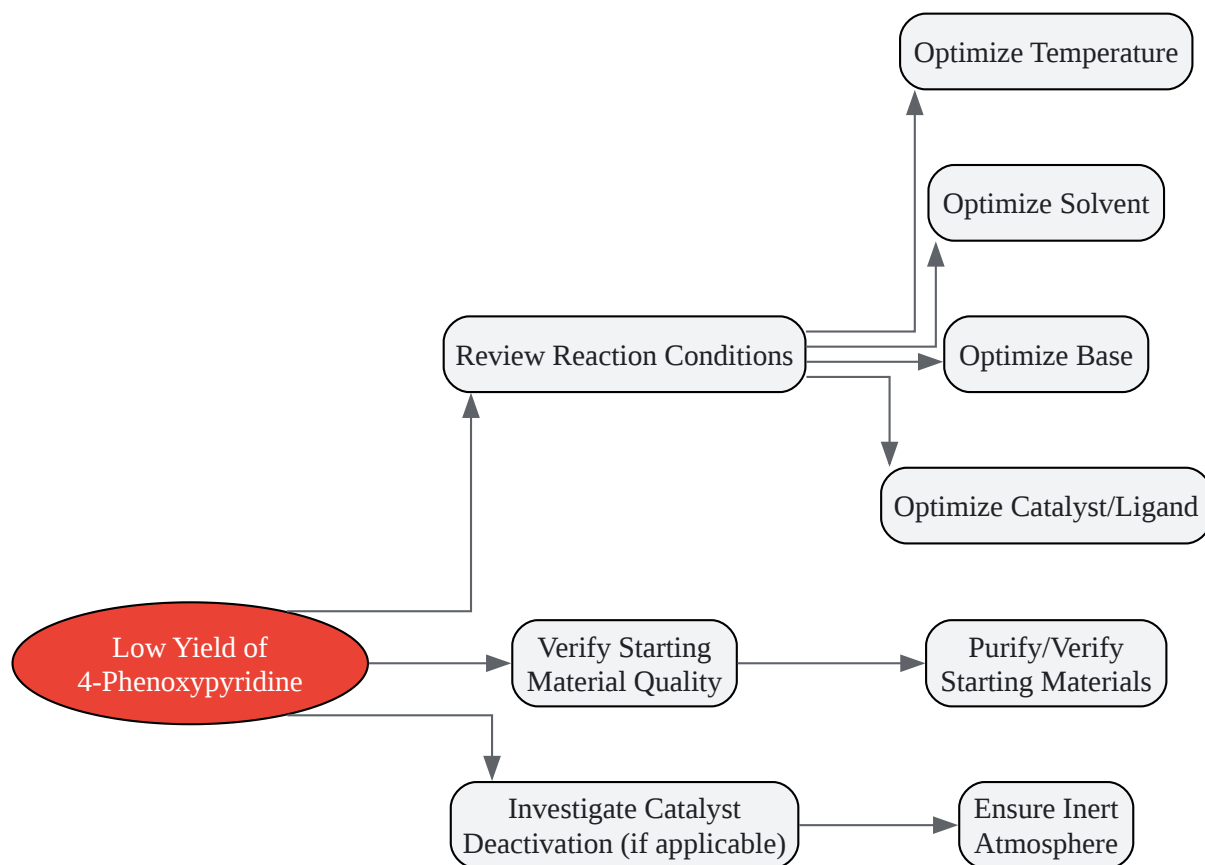 Optimize Temperature
Optimize Solvent
Review Reaction Conditions
Optimize Base
Optimize Catalyst/Ligand
Low Yield of
4-Phenoxypyridine
Verify Starting
Material Quality
Purify/Verify
Starting Materials
Investigate Catalyst
Deactivation (if applicable)
Ensure Inert
Atmosphere